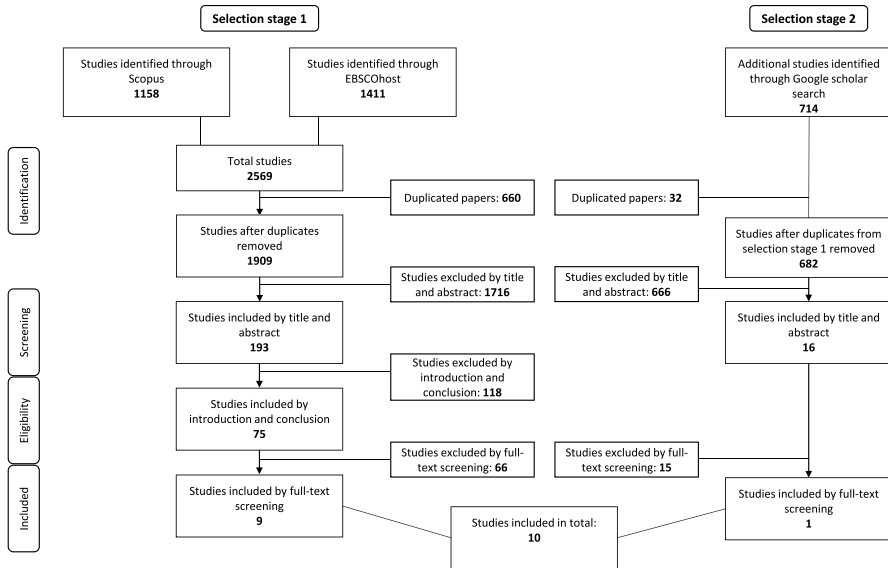 Selection stage 1
Selection stage 2
Studies identified through
Scopus
1158
Studies identified through
EBSCOhost
1411
Additional studies identified
through Google scholar
search
714
Identification
Total studies
2569
Duplicated papers: 660
Duplicated papers: 32
Studies after duplicates
removed
1909
Studies after duplicates from
selection stage 1 removed
682
Studies excluded by title
and abstract: 1716
Studies excluded by title
and abstract: 666
Screening
Studies included by title and
abstract
193
Studies included by title and
abstract
16
Studies excluded by
introduction and
conclusion: 118
Eligibility
Studies included by
introduction and conclusion
75
Studies excluded by full-
text screening: 66
Studies excluded by full-
text screening: 15
Included
Studies included by full-text
screening
9
Studies included by full-text
screening
1
Studies included in total:
10